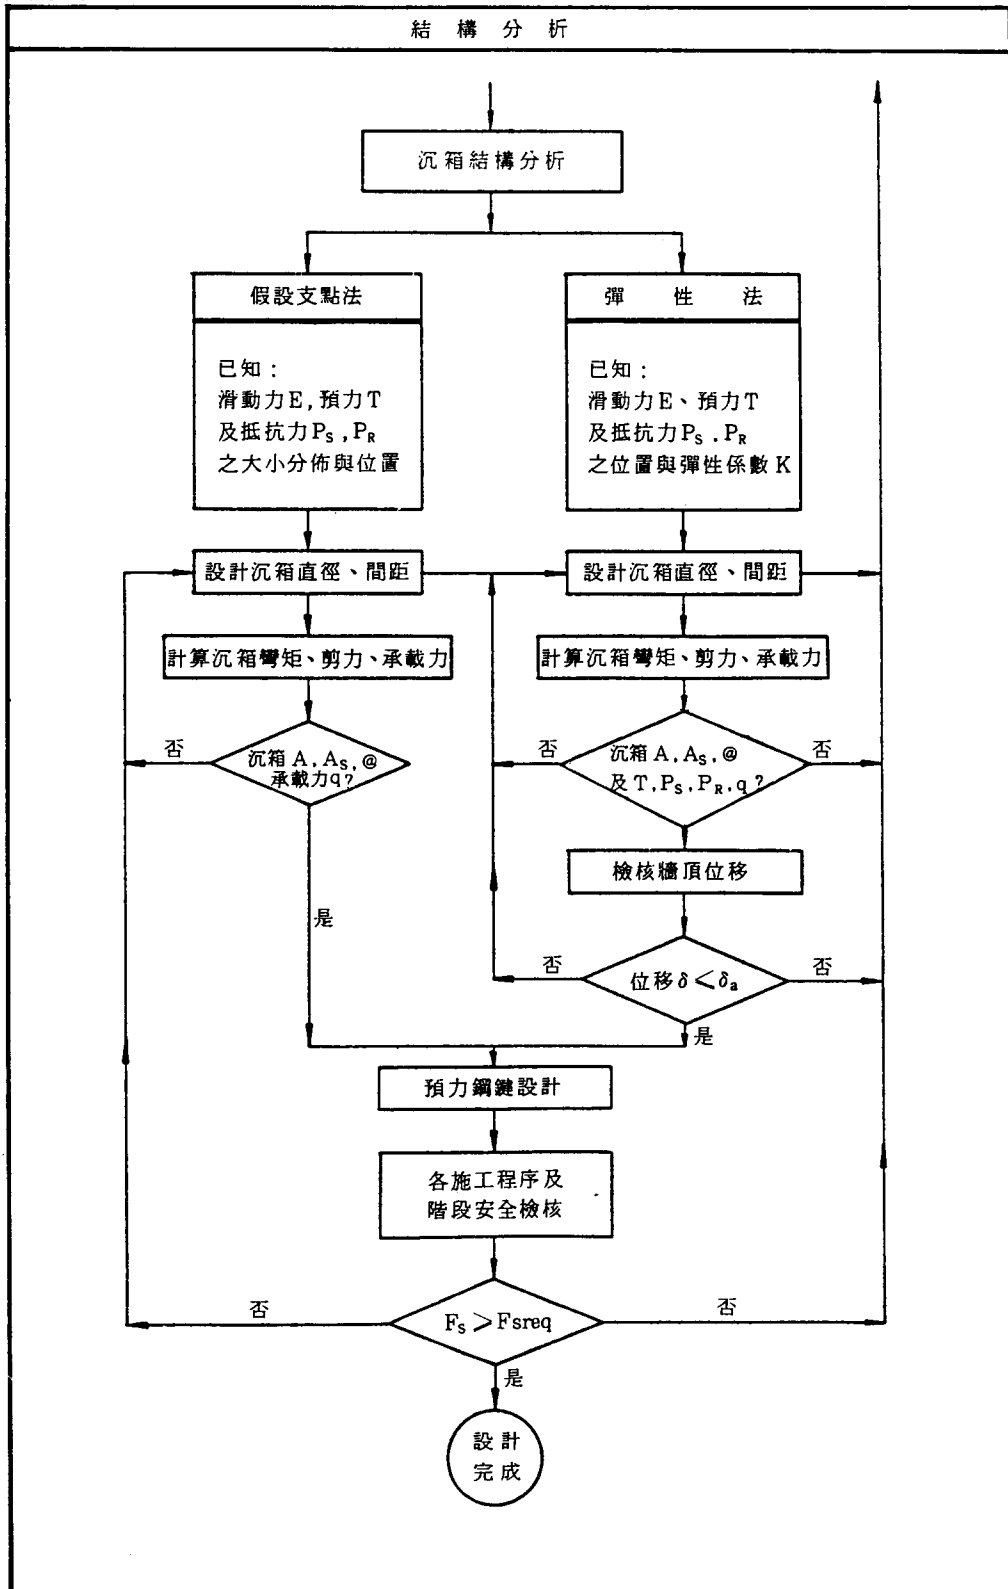 結構分析
沉箱結構分析
假設支點法
已知：
滑動力E,預力T
及抵抗力PS,PR
之大小分佈與位置
彈性法
已知：
滑動力E、預力T
及抵抗力PS.PR
之位置與彈性係數K
設計沉箱直徑、間距
設計沉箱直徑、間距
計算沉箱彎矩、剪力、承載力
計算沉箱彎矩、剪力、承載力
否
沉箱A,AS,@
承載力q?
否
沉箱A,AS,@
及T,PS,PR,q?
否
檢核牆頂位移
是
否
位移δ<δa
否
是
預力鋼鍵設計
各施工程序及
階段安全檢核
否
FS>Fsreq
否
是
設計
完成